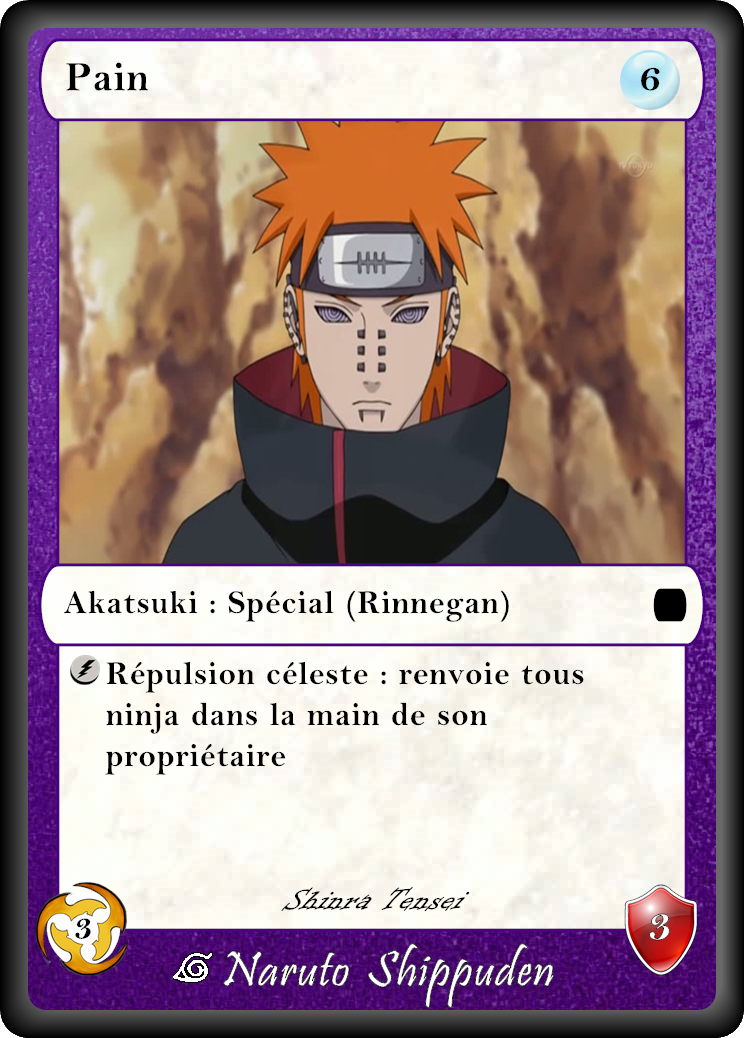 Pain
6
Akatsuki : Spécial (Rinnegan)
Répulsion céleste : renvoie tous
ninja dans la main de son
propriétaire
Shinra Tensei
3
3
Naruto Shippuden